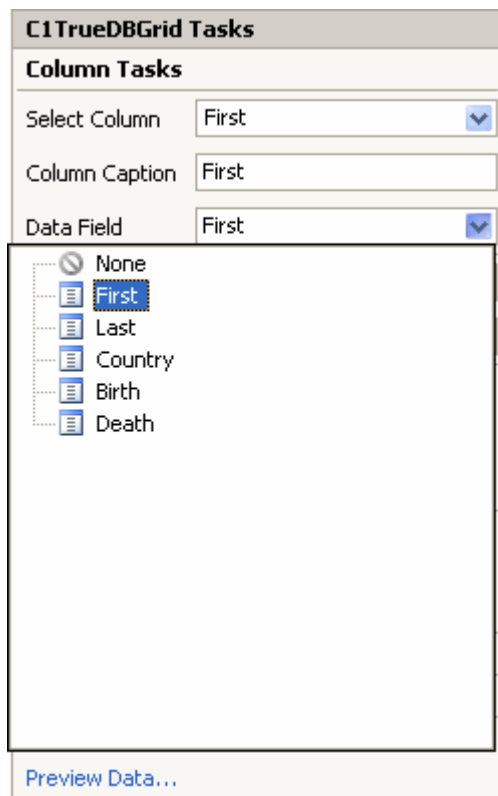 C1TrueDBGrid Tasks
Column Tasks
Select Column First
Column Caption First
Data Field First
None
First
Last
Country
Birth
Death
Preview Data...